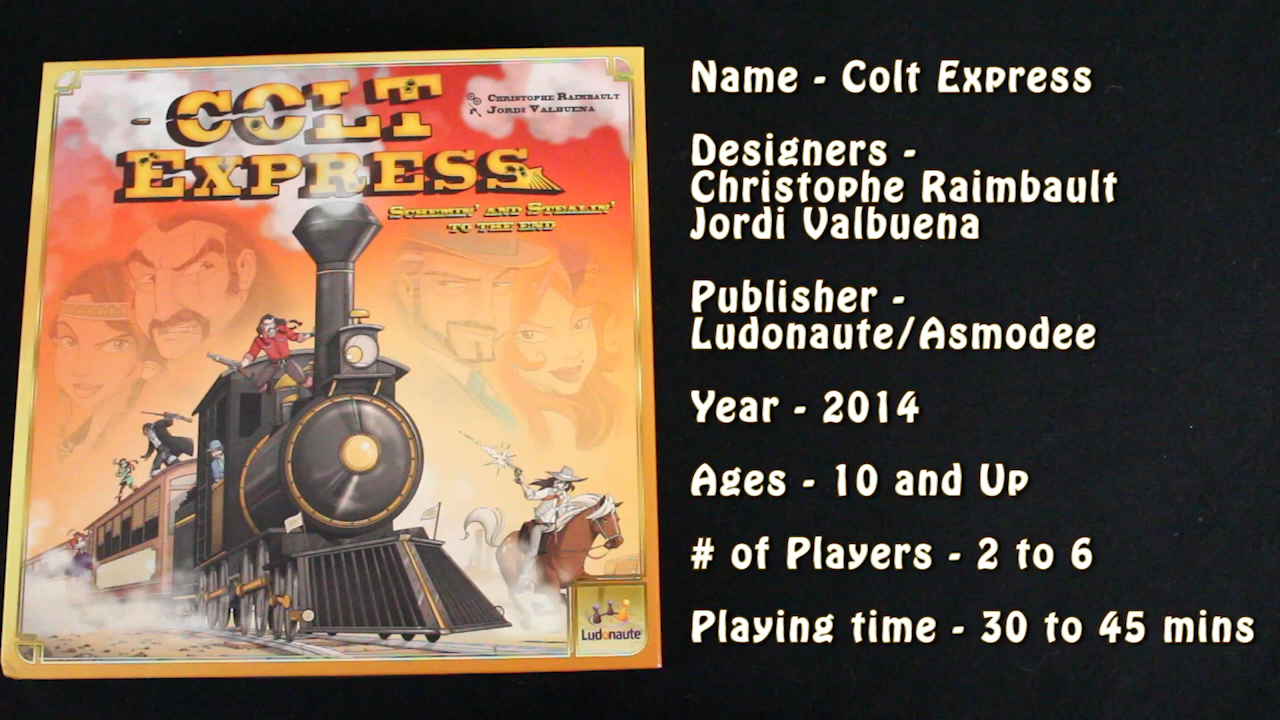 COLT
EXPRESS
CHRISTOPHE RAIMBAULT
JORDI VALBUENA
SCHEMIN' AND STEALIN'
TO THE END
Ludonaute
Name - Colt Express
Designers -
Christophe Raimbault
Jordi Valbuena
Publisher -
Ludonaute/Asmodee
Year - 2014
Ages - 10 and Up
# of Players - 2 to 6
Playing time - 30 to 45 mins